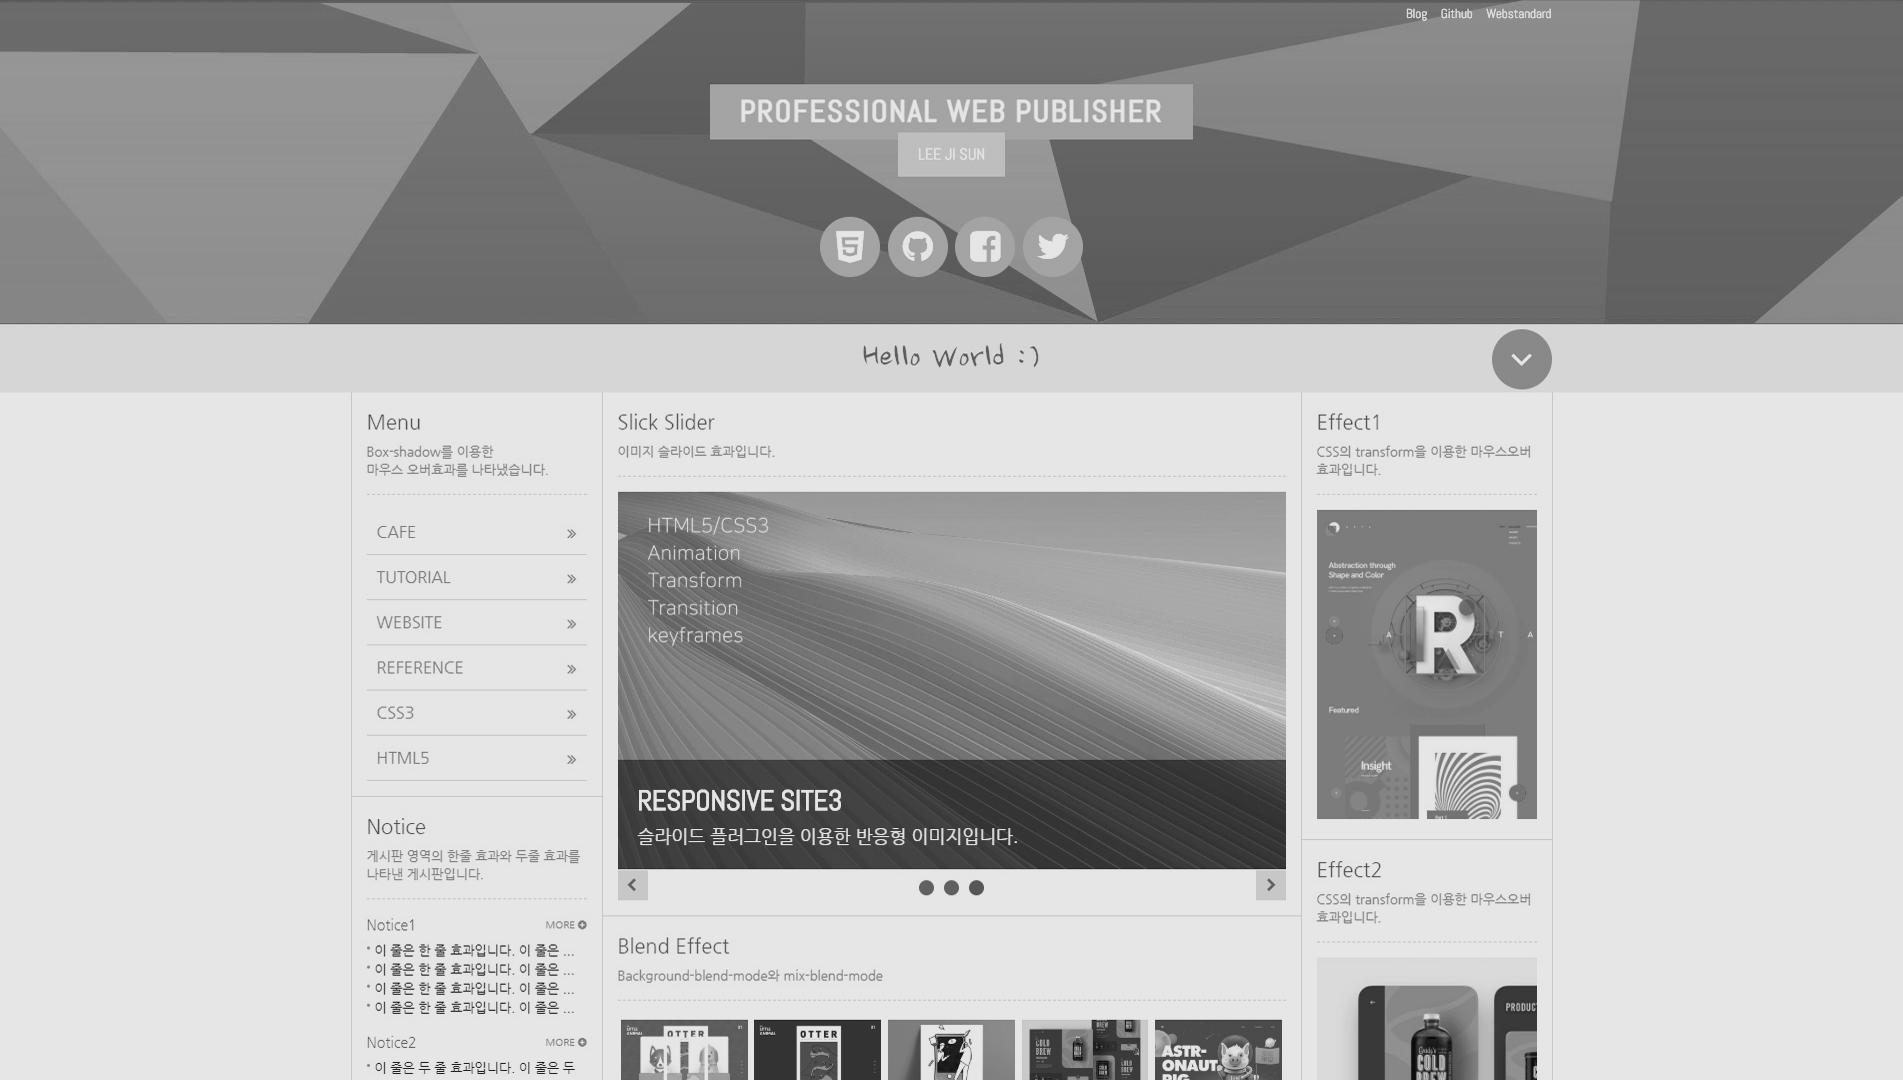 Blog Github Webstandard
PROFESSIONAL WEB PUBLISHER
LEE JI SUN
Hello World :)
Menu
Box-shadow를 이용한
마우스 오버효과를 나타냈습니다.
CAFE
TUTORIAL
WEBSITE
REFERENCE
CSS3
HTML5
Notice
게시판 영역의 한줄 효과와 두줄 효과를
나타낸 게시판입니다.
Notice1 MORE
이 줄은 한 줄 효과입니다. 이 줄은 ...
이 줄은 한 줄 효과입니다. 이 줄은 ...
이 줄은 한 줄 효과입니다. 이 줄은 ...
이 줄은 한 줄 효과입니다. 이 줄은 ...
Notice2 MORE
이 줄은 두 줄 효과입니다. 이 줄은 두
Slick Slider
이미지 슬라이드 효과입니다.
HTML5/CSS3
Animation
Transform
Transition
keyframes
RESPONSIVE SITE3
슬라이드 플러그인을 이용한 반응형 이미지입니다.
Blend Effect
Background-blend-mode와 mix-blend-mode
OTTER
OTTER
COLD
BREW
ASTR-
ONAUT.
PIG
Effect1
CSS의 transform을 이용한 마우스오버
효과입니다.
Abstraction through
Shape and Color
R
A T A
Featured
Insight
Effect2
CSS의 transform을 이용한 마우스오버
효과입니다.
PRODUCT
COLD
BREW